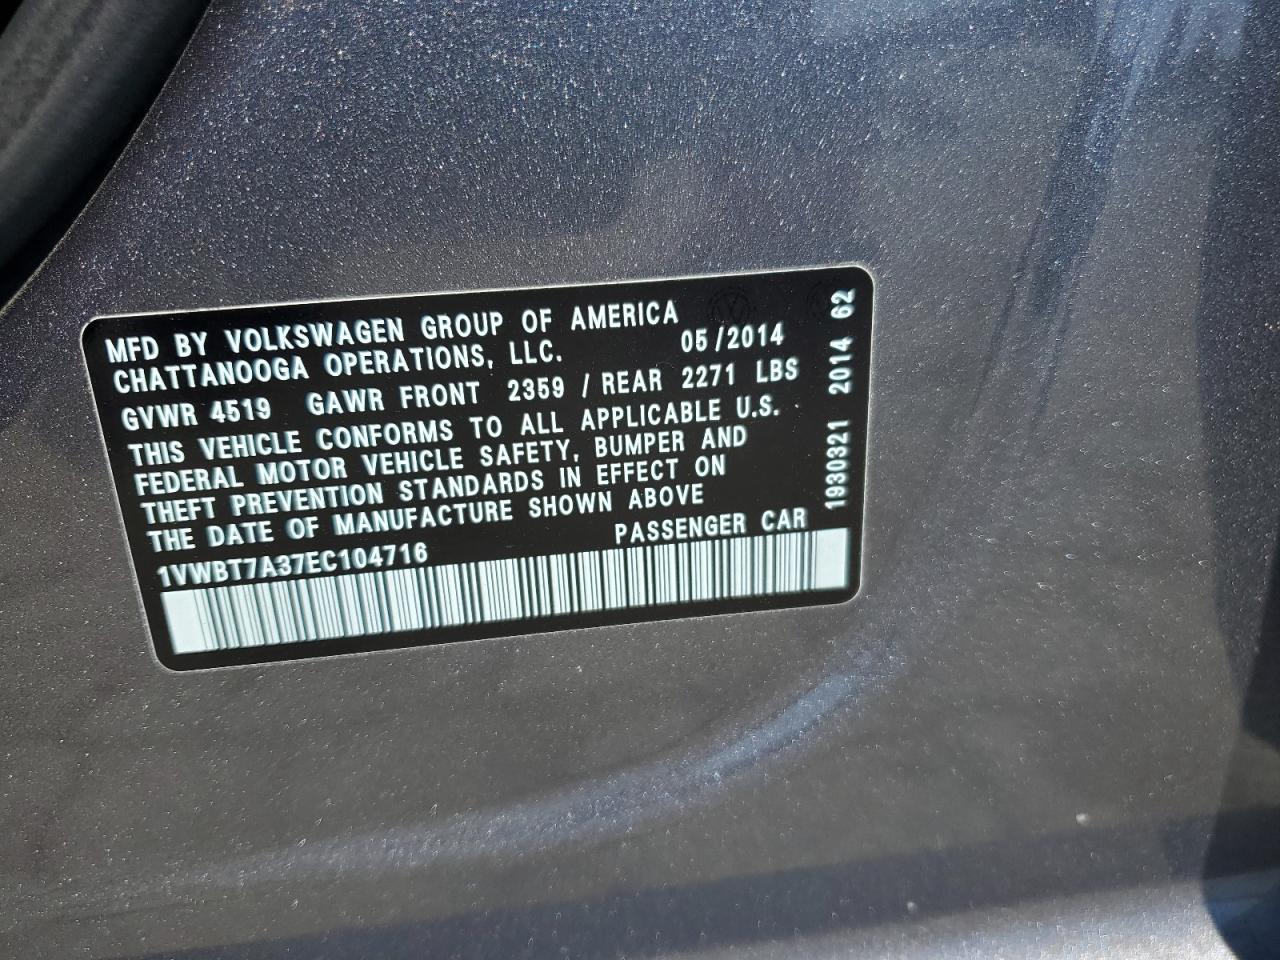 MFD BY VOLKSWAGEN GROUP OF AMERICA
CHATTANOOGA OPERATIONS, LLC. 05/2014
GVWR 4519 GAWR FRONT 2359 / REAR 2271 LBS
THIS VEHICLE CONFORMS TO ALL APPLICABLE U.S.
FEDERAL MOTOR VEHICLE SAFETY, BUMPER AND
THEFT PREVENTION STANDARDS IN EFFECT ON
THE DATE OF MANUFACTURE SHOWN ABOVE
PASSENGER CAR
1VWBT7A37EC104716
1930321 2014 62